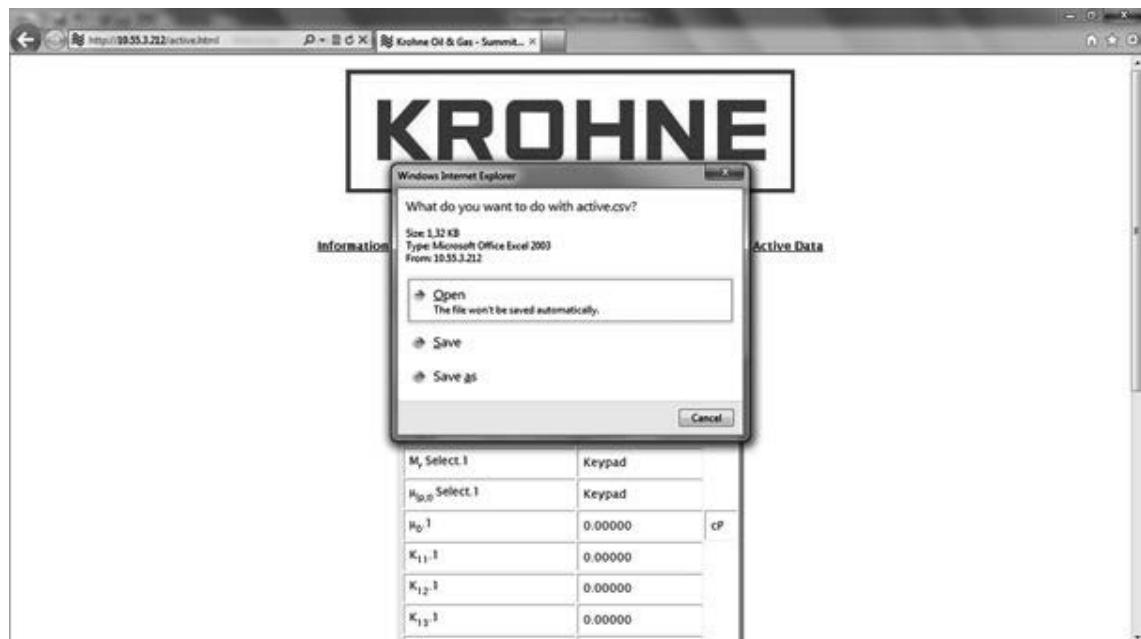 http://10.55.3.212/active.html
Krohne Oil & Gas - Summit...
KROHNE
Windows Internet Explorer
What do you want to do with active.csv?
Size: 1,32 KB
Type: Microsoft Office Excel 2003
From: 10.55.3.212
Information
Active Data
Open
The file won't be saved automatically.
Save
Save as
Cancel
Mr Select.1 Keypad
μ(p,t) Select.1 Keypad
μ0.1 0.00000 cP
K11.1 0.00000
K12.1 0.00000
K13.1 0.00000